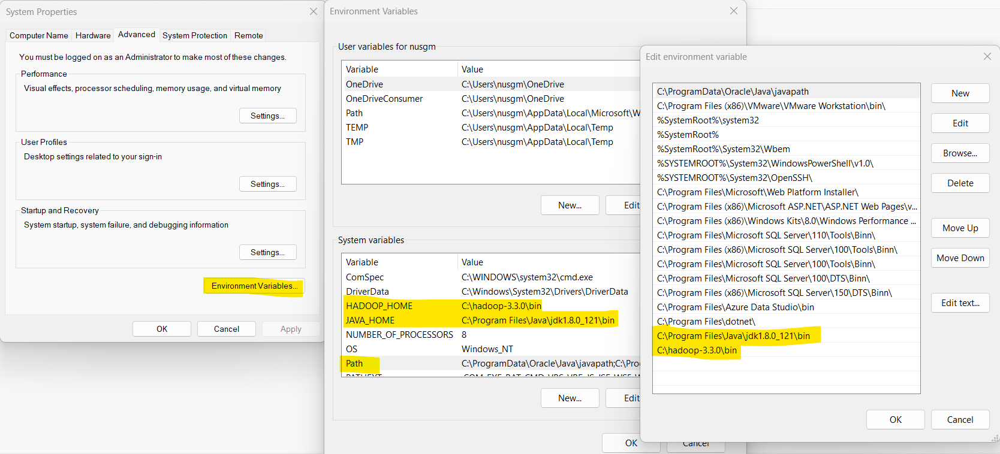 System Properties
Computer Name
Hardware
Advanced
System Protection
Remote
You must be logged on as an Administrator to make most of these changes.
Performance
Visual effects, processor scheduling, memory usage, and virtual memory
Settings...
User Profiles
Desktop settings related to your sign-in
Settings...
Startup and Recovery
System startup, system failure, and debugging information
Settings...
Environment Variables...
OK
Cancel
Apply
Environment Variables
User variables for nusgm
Variable Value
OneDrive C:\Users\nusgm\OneDrive
OneDriveConsumer C:\Users\nusgm\OneDrive
Path C:\Users\nusgm\AppData\Local\Microsoft\W
TEMP C:\Users\nusgm\AppData\Local\Temp
TMP C:\Users\nusgm\AppData\Local\Temp
New...
Edit
System variables
Variable Value
ComSpec C:\WINDOWS\system32\cmd.exe
DriverData C:\Windows\System32\Drivers\DriverData
HADOOP_HOME C:\hadoop-3.3.0\bin
JAVA_HOME C:\Program Files\Java\jdk1.8.0_121\bin
NUMBER_OF_PROCESSORS 8
OS Windows_NT
Path C:\ProgramData\Oracle\Java\javapath;C:\Pro
New...
Edit
OK
Cancel
Edit environment variable
C:\ProgramData\Oracle\Java\javapath
C:\Program Files (x86)\VMware\VMware Workstation\bin\
%SystemRoot%\system32
%SystemRoot%
%SystemRoot%\System32\Wbem
%SYSTEMROOT%\System32\WindowsPowerShell\v1.0\
%SYSTEMROOT%\System32\OpenSSH\
C:\Program Files\Microsoft\Web Platform Installer\
C:\Program Files (x86)\Microsoft ASP.NET\ASP.NET Web Pages\v...
C:\Program Files (x86)\Windows Kits\8.0\Windows Performance ...
C:\Program Files\Microsoft SQL Server\110\Tools\Binn\
C:\Program Files (x86)\Microsoft SQL Server\100\Tools\Binn\
C:\Program Files\Microsoft SQL Server\100\Tools\Binn\
C:\Program Files\Microsoft SQL Server\100\DTS\Binn\
C:\Program Files (x86)\Microsoft SQL Server\150\DTS\Binn\
C:\Program Files\Azure Data Studio\bin
C:\Program Files\dotnet\
C:\Program Files\Java\jdk1.8.0_121\bin
C:\hadoop-3.3.0\bin
New
Edit
Browse...
Delete
Move Up
Move Down
Edit text...
OK
Cancel